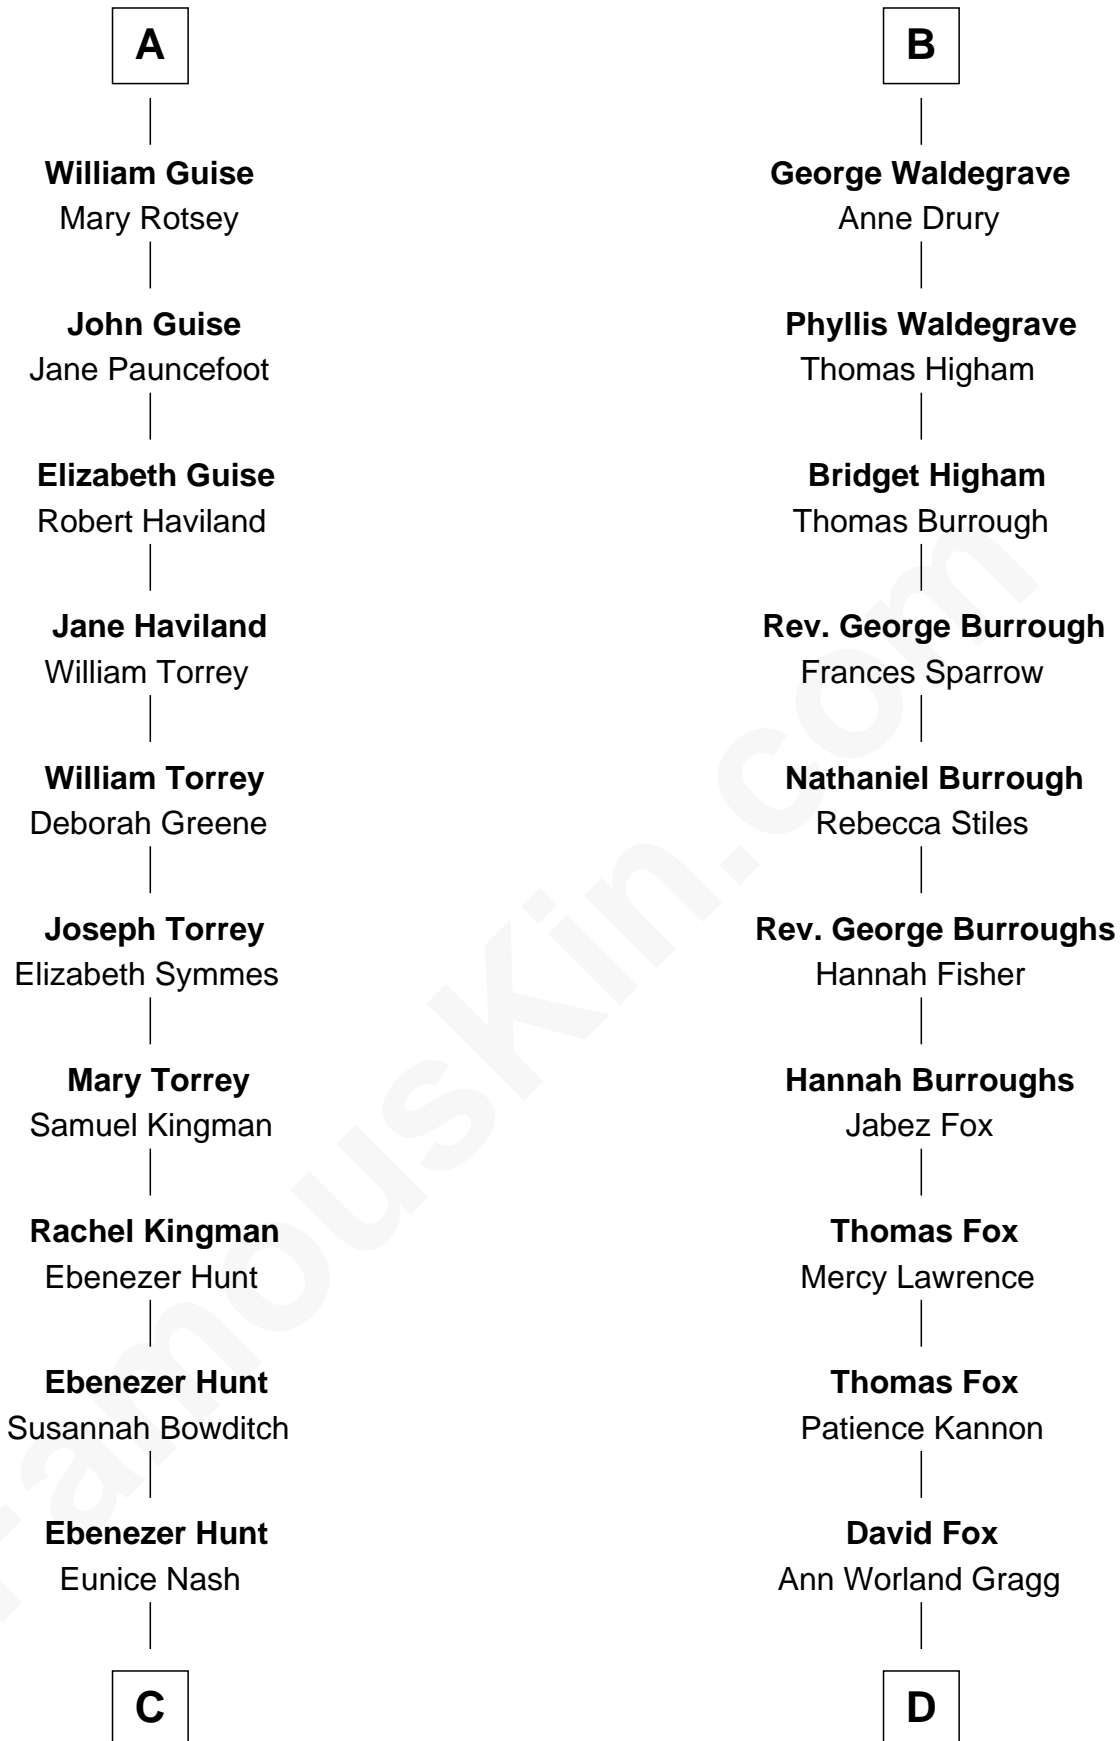 A
William Guise
Mary Rotsey
John Guise
Jane Pauncefoot
Elizabeth Guise
Robert Haviland
Jane Haviland
William Torrey
William Torrey
Deborah Greene
Joseph Torrey
Elizabeth Symmes
Mary Torrey
Samuel Kingman
Rachel Kingman
Ebenezer Hunt
Ebenezer Hunt
Susannah Bowditch
Ebenezer Hunt
Eunice Nash
C
B
George Waldegrave
Anne Drury
Phyllis Waldegrave
Thomas Higham
Bridget Higham
Thomas Burrough
Rev. George Burrough
Frances Sparrow
Nathaniel Burrough
Rebecca Stiles
Rev. George Burroughs
Hannah Fisher
Hannah Burroughs
Jabez Fox
Thomas Fox
Mercy Lawrence
Thomas Fox
Patience Kannon
David Fox
Ann Worland Gragg
D
FamousKin.com